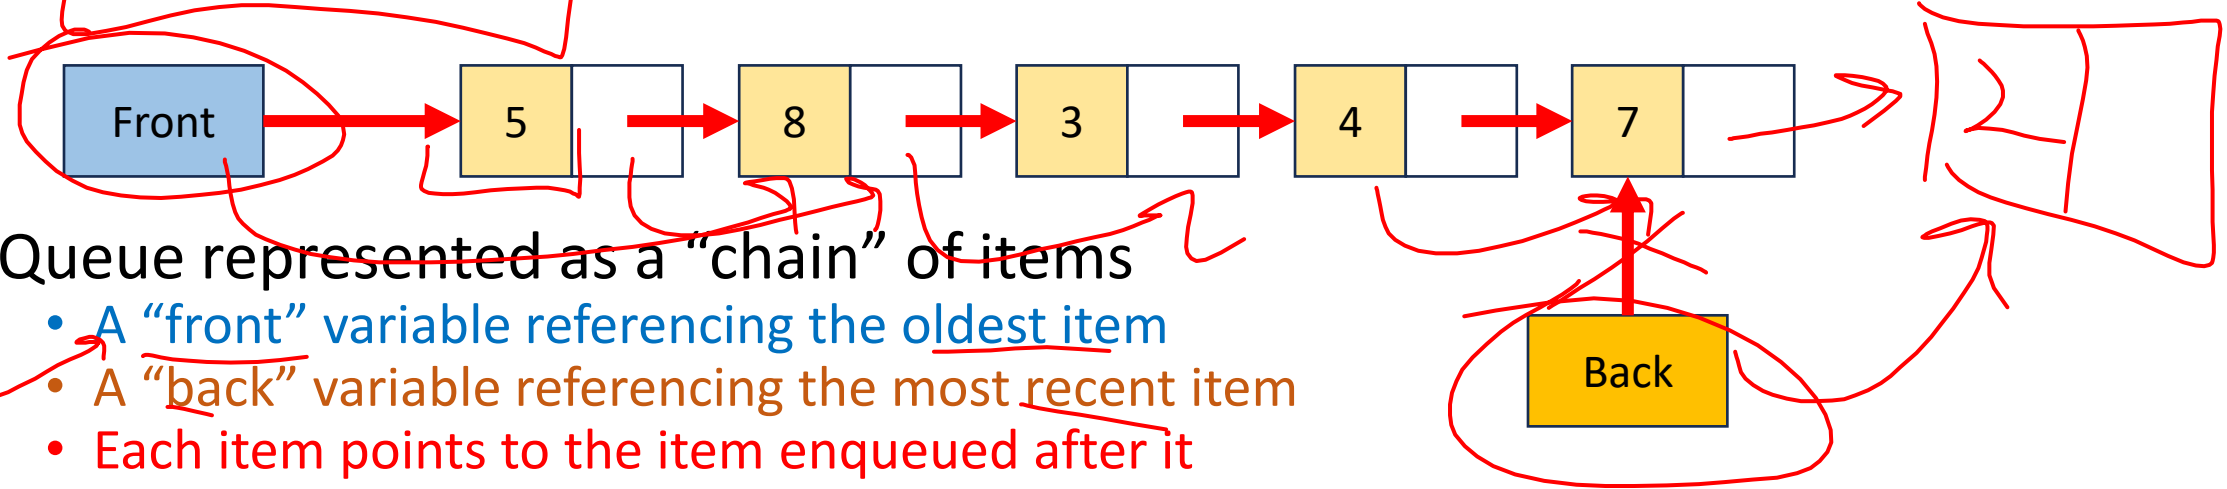 Front 5 8 3 4 7 2
Back
Queue represented as a “chain” of items
• A “front” variable referencing the oldest item
• A “back” variable referencing the most recent item
• Each item points to the item enqueued after it